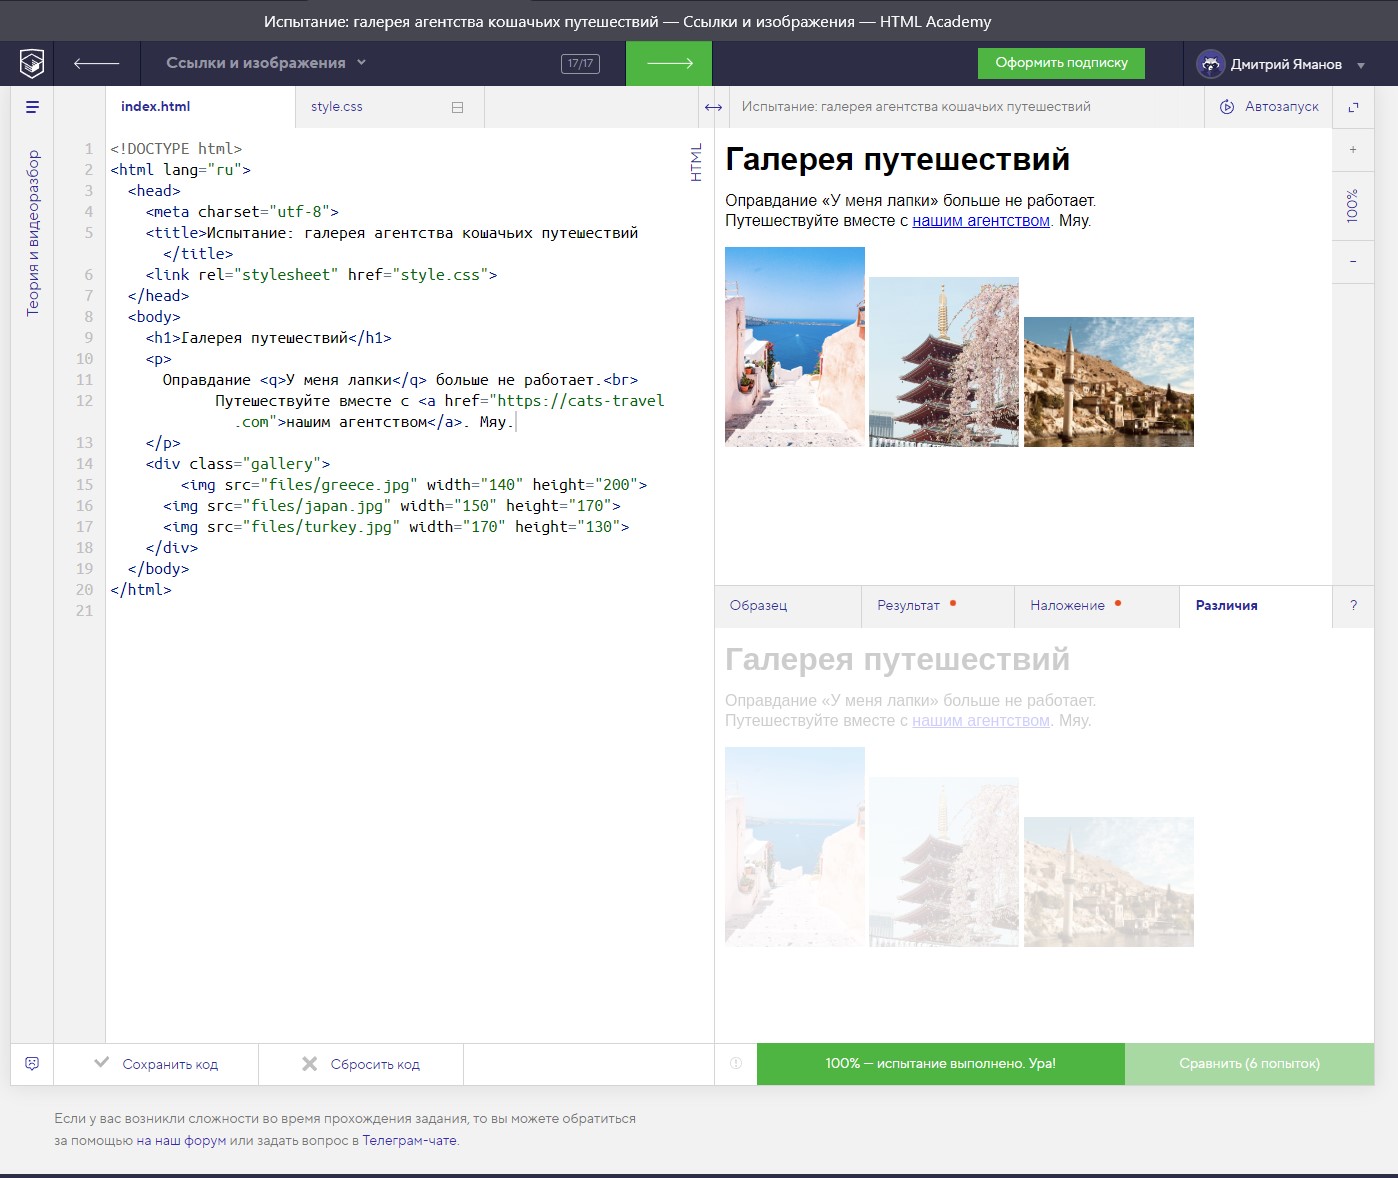 Испытание: галерея агентства кошачьих путешествий — Ссылки и изображения — HTML Academy
Ссылки и изображения
17/17
Оформить подписку
Дмитрий Яманов
Теория и видеоразбор
index.html
style.css
HTML
1 <!DOCTYPE html>
2 <html lang="ru">
3 <head>
4 <meta charset="utf-8">
5 <title>Испытание: галерея агентства кошачьих путешествий
</title>
6 <link rel="stylesheet" href="style.css">
7 </head>
8 <body>
9 <h1>Галерея путешествий</h1>
10 <p>
11 Оправдание <q>У меня лапки</q> больше не работает.<br>
12 Путешествуйте вместе с <a href="https://cats-travel
.com">нашим агентством</a>. Мяу.
13 </p>
14 <div class="gallery">
15 <img src="files/greece.jpg" width="140" height="200">
16 <img src="files/japan.jpg" width="150" height="170">
17 <img src="files/turkey.jpg" width="170" height="130">
18 </div>
19 </body>
20 </html>
21
Испытание: галерея агентства кошачьих путешествий
Автозапуск
Галерея путешествий
Оправдание «У меня лапки» больше не работает.
Путешествуйте вместе с нашим агентством. Мяу.
+
100%
−
Образец
Результат
Наложение
Различия
?
Галерея путешествий
Оправдание «У меня лапки» больше не работает.
Путешествуйте вместе с нашим агентством. Мяу.
Сохранить код
Сбросить код
100% — испытание выполнено. Ура!
Сравнить (6 попыток)
Если у вас возникли сложности во время прохождения задания, то вы можете обратиться
за помощью на наш форум или задать вопрос в Телеграм-чате.